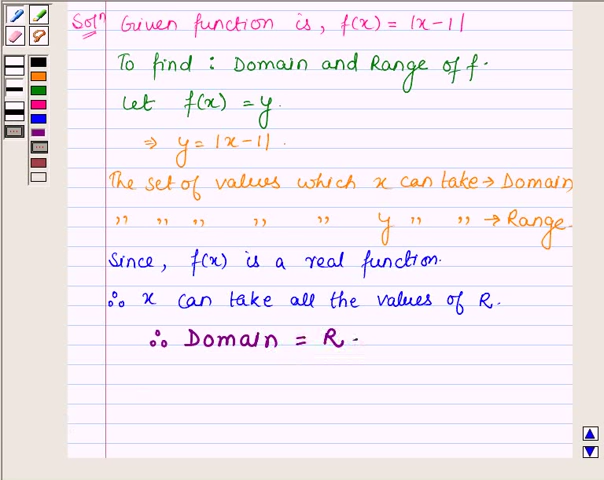 Solⁿ Given function is, f(x) = |x-1|
To find : Domain and Range of f.
Let f(x) = y.
⇒ y = |x-1|.
The set of values which x can take → Domain
,, ,, ,, ,, ,, y ,, ,, → Range.
Since, f(x) is a real function.
∴ x can take all the values of R.
∴ Domain = R.